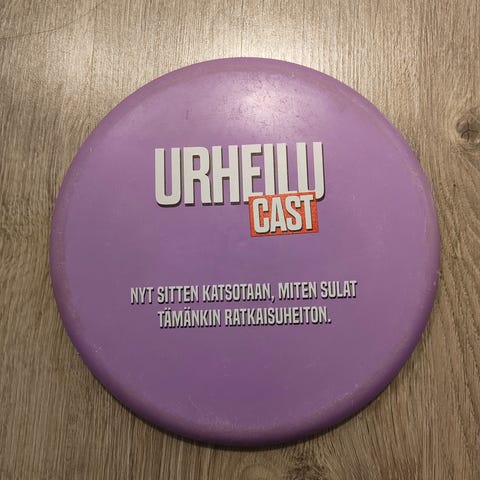 URHEILU
CAST
NYT SITTEN KATSOTAAN, MITEN SULAT
TÄMÄNKIN RATKAISUHEITON.